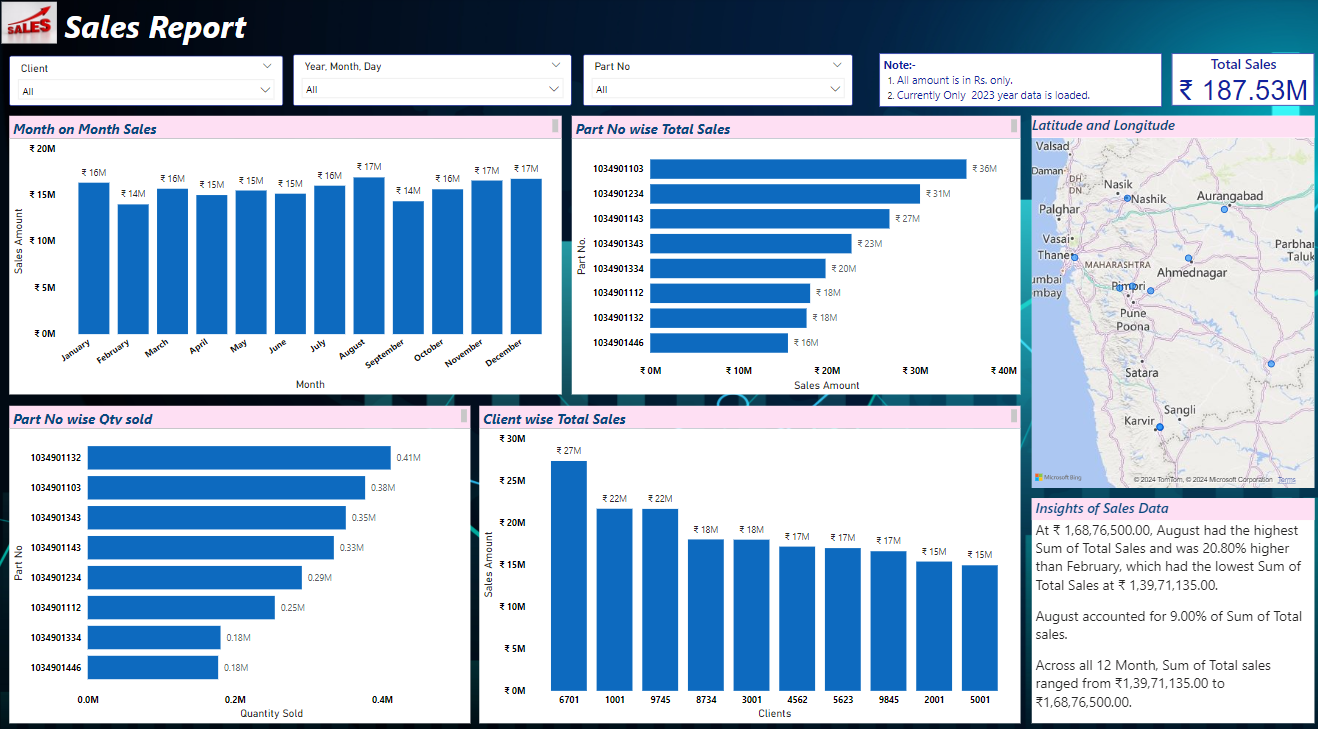 SALES
Sales Report
Client
All
Year, Month, Day
All
Part No
All
Note:-
1. All amount is in Rs. only.
2. Currently Only 2023 year data is loaded.
Total Sales
₹ 187.53M
Month on Month Sales
₹ 20M
₹ 15M
₹ 10M
₹ 5M
₹ 0M
Sales Amount
₹ 16M
₹ 14M
₹ 16M
₹ 15M
₹ 15M
₹ 15M
₹ 16M
₹ 17M
₹ 14M
₹ 16M
₹ 17M
₹ 17M
January
February
March
April
May
June
July
August
September
October
November
December
Month
Part No wise Total Sales
Part No.
1034901103 ₹ 36M
1034901234 ₹ 31M
1034901143 ₹ 27M
1034901343 ₹ 23M
1034901334 ₹ 20M
1034901112 ₹ 18M
1034901132 ₹ 18M
1034901446 ₹ 16M
₹ 0M ₹ 10M ₹ 20M ₹ 30M ₹ 40M
Sales Amount
Latitude and Longitude
Valsad
Daman
DH
DN
Nasik
Nashik
Aurangabad
Palghar
Vasai
Thane
MAHARASHTRA
Parbhan
Taluk
Ahmednagar
umbai
mbay
Pimpri
Pune
Poona
Satara
Sangli
Karvir
Microsoft Bing
© 2024 TomTom, © 2024 Microsoft Corporation Terms
Part No wise Qty sold
Part No
1034901132 0.41M
1034901103 0.38M
1034901343 0.35M
1034901143 0.33M
1034901234 0.29M
1034901112 0.25M
1034901334 0.18M
1034901446 0.18M
0.0M 0.2M 0.4M
Quantity Sold
Client wise Total Sales
₹ 30M
₹ 25M
₹ 20M
₹ 15M
₹ 10M
₹ 5M
₹ 0M
Sales Amount
₹ 27M
₹ 22M
₹ 22M
₹ 18M
₹ 18M
₹ 17M
₹ 17M
₹ 17M
₹ 15M
₹ 15M
6701 1001 9745 8734 3001 4562 5623 9845 2001 5001
Clients
Insights of Sales Data
At ₹ 1,68,76,500.00, August had the highest
Sum of Total Sales and was 20.80% higher
than February, which had the lowest Sum of
Total Sales at ₹ 1,39,71,135.00.
August accounted for 9.00% of Sum of Total
sales.
Across all 12 Month, Sum of Total sales
ranged from ₹1,39,71,135.00 to
₹1,68,76,500.00.